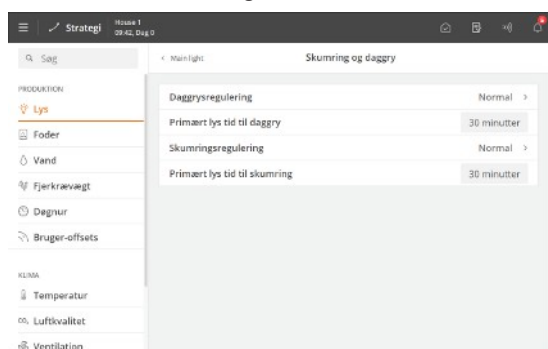 Strategi
House 1
09:42, Dag 0
Søg
< Main light
Skumring og daggry
PRODUKTION
Lys
Foder
Vand
Fjerkrævægt
Døgnur
Bruger-offsets
KLIMA
Temperatur
CO₂ Luftkvalitet
Ventilation
Daggrysregulering
Normal >
Primært lys tid til daggry
30 minutter
Skumringsregulering
Normal >
Primært lys tid til skumring
30 minutter